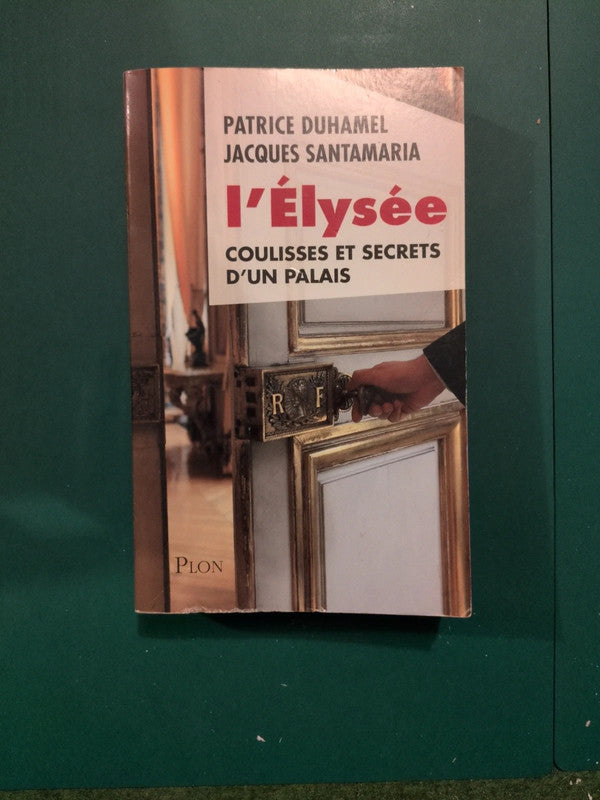 PATRICE DUHAMEL
JACQUES SANTAMARIA
l'Élysée
COULISSES ET SECRETS
D'UN PALAIS
R F
PLON